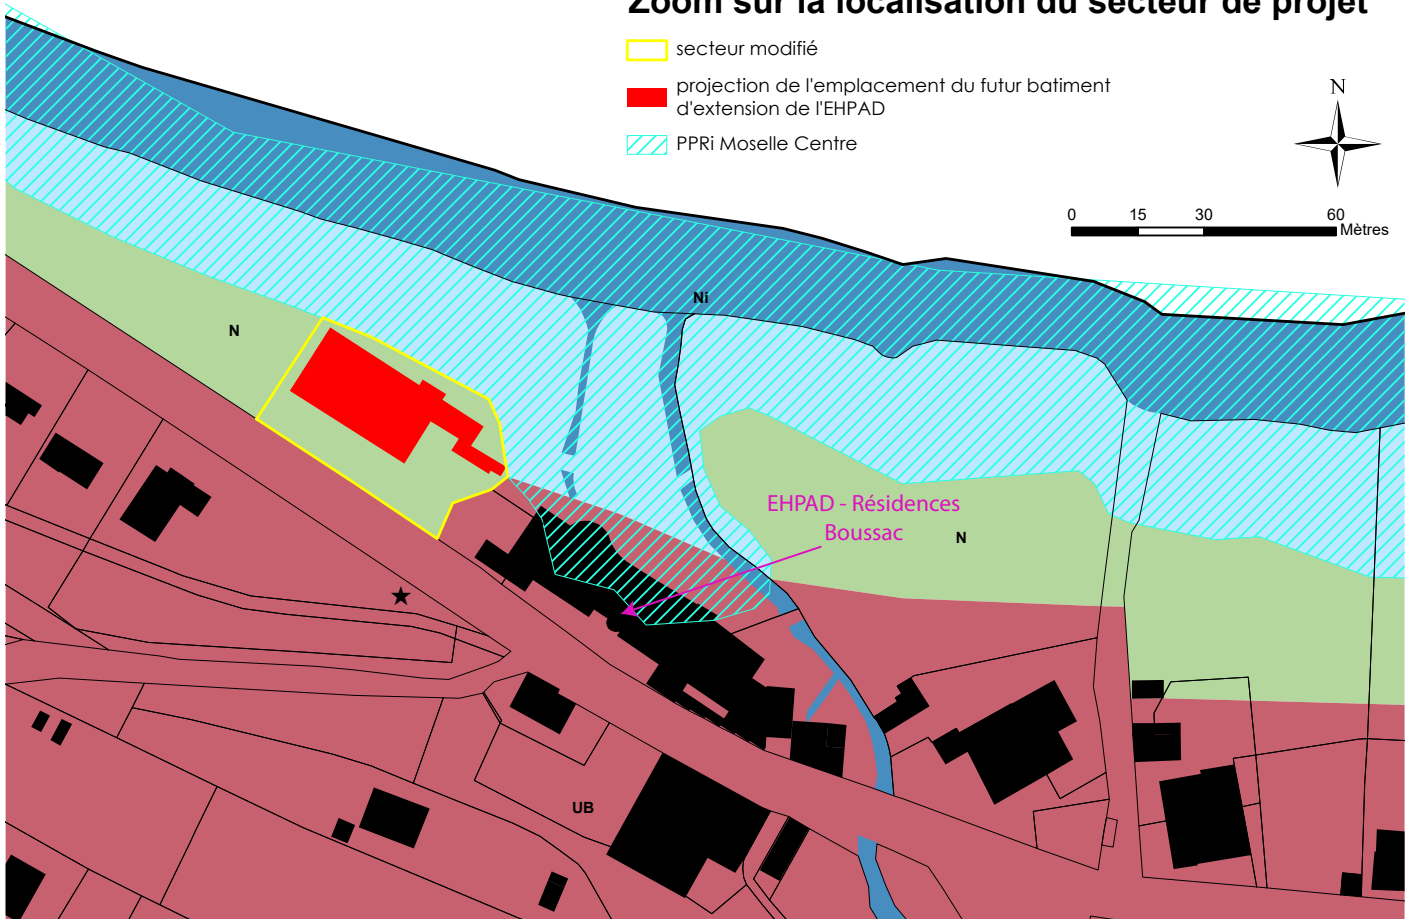 Zoom sur la localisation du secteur de projet
secteur modifié
projection de l'emplacement du futur batiment
d'extension de l'EHPAD
PPRi Moselle Centre
N
0 15 30 60
Mètres
Ni
N
EHPAD - Résidences
Boussac
N
UB